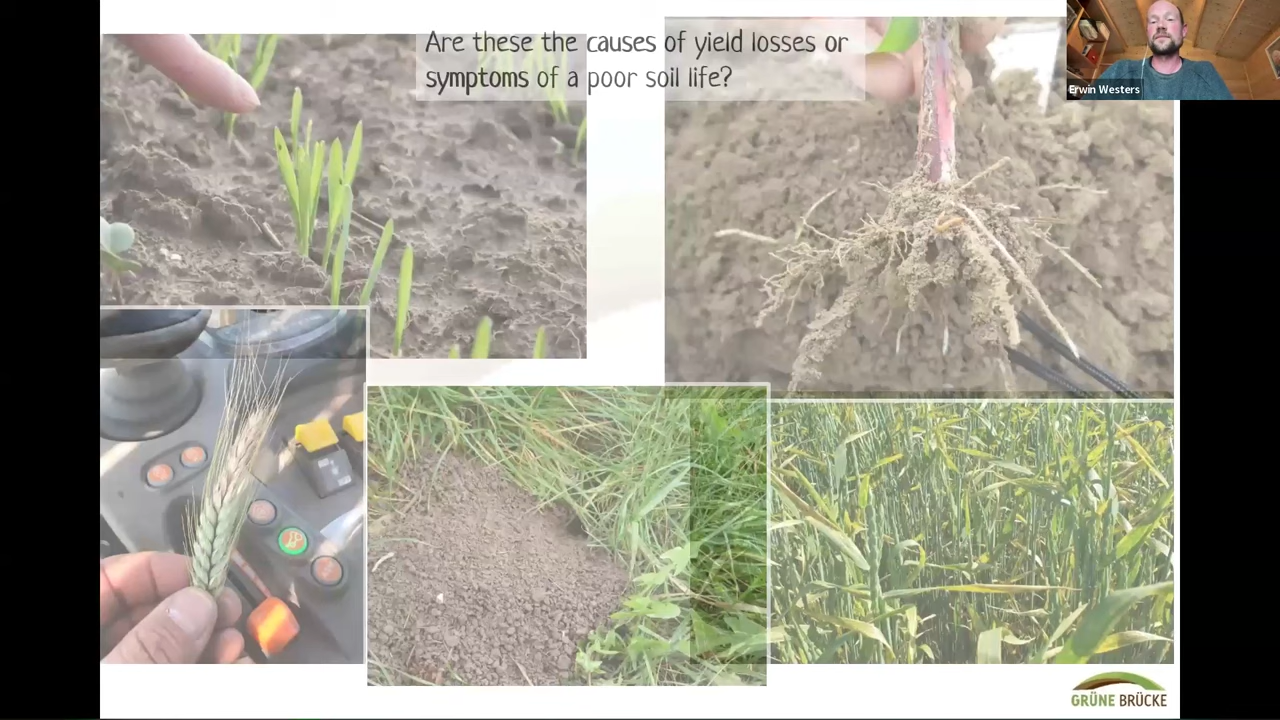 Are these the causes of yield losses or
symptoms of a poor soil life?
Erwin Westers
GRÜNE BRÜCKE